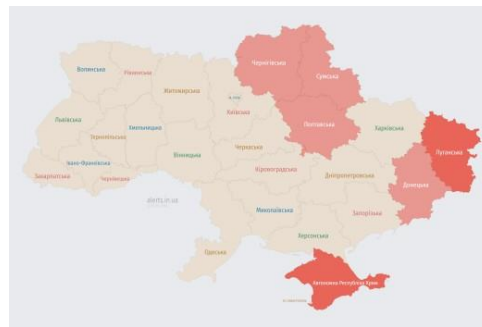 Чернігівська
Сумська
Волинська
Рівненська
Житомирська
м. Київ
Київська
Полтавська
Харківська
Луганська
Львівська
Тернопільська
Хмельницька
Вінницька
Черкаська
Івано-Франківська
Закарпатська
Чернівецька
Кіровоградська
Дніпропетровська
Донецька
alerts.in.ua
Миколаївська
Запорізька
Херсонська
Одеська
Автономна Республіка Крим